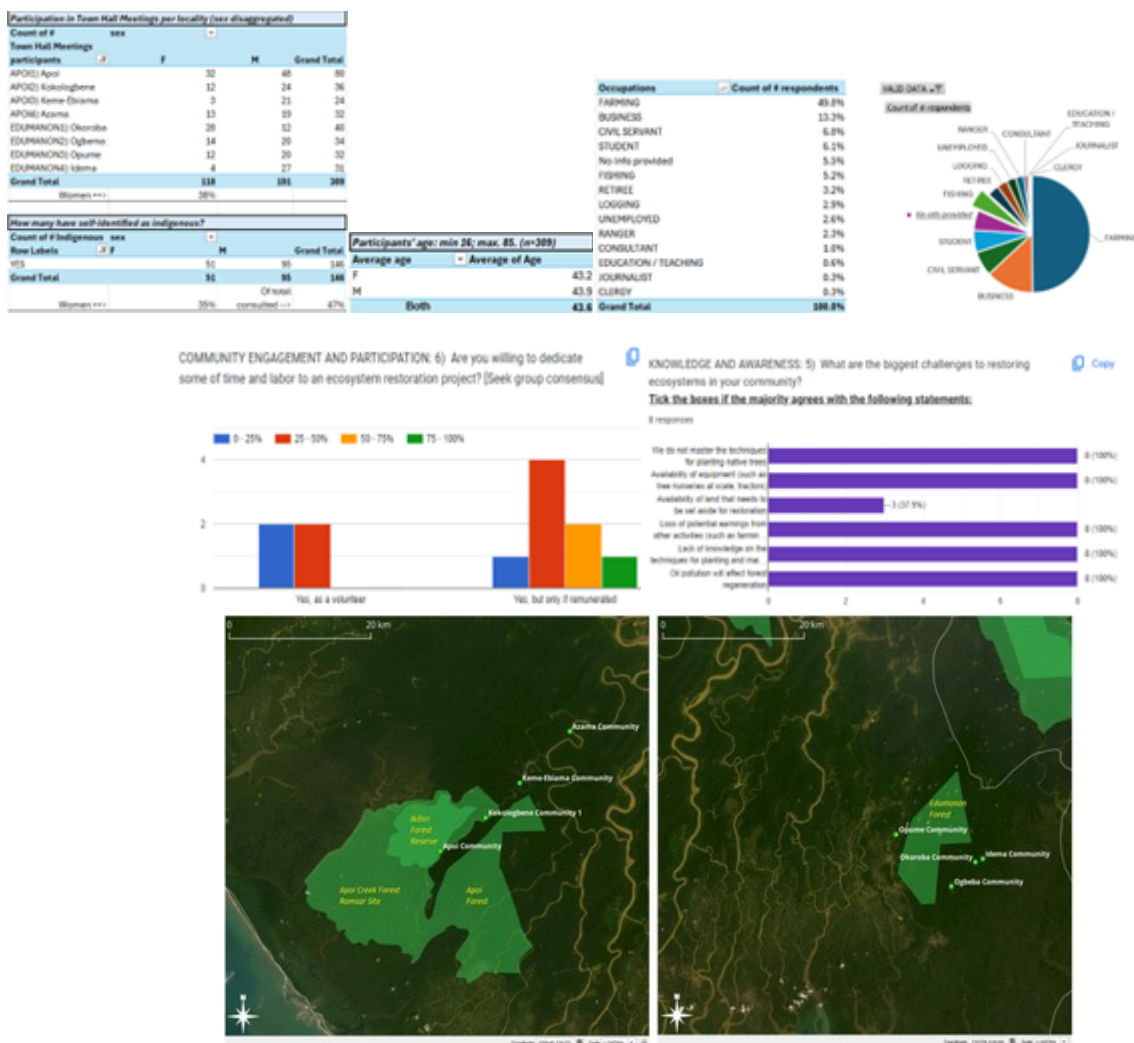 Participation in Town Hall Meetings per locality (sex disaggregated)
Count of # sex
Town Hall Meetings
participants F M Grand Total
APOI1) Apoi 32 48 80
APOI2) Kokologbene 12 24 36
APOI3) Keme-Ebiama 3 21 24
APOI4) Azama 13 19 32
EDUMANON1) Okoroba 28 12 40
EDUMANON2) Ogbema 14 20 34
EDUMANON3) Opume 12 20 32
EDUMANON4) Idema 4 27 31
Grand Total 118 191 309
Women ==> 38%
How many have self-identified as indigenous?
Count of # Indigenous sex
Row Labels F M Grand Total
YES 51 95 146
Grand Total 51 95 146
Of total
Women ==> 35% consulted --> 47%
Participants' age: min 16; max. 85. (n=309)
Average age Average of Age
F 43.2
M 43.9
Both 43.6
Occupations Count of # respondents
FARMING 49.8%
BUSINESS 13.3%
CIVIL SERVANT 6.8%
STUDENT 6.1%
No info provided 5.5%
FISHING 5.2%
RETIREE 3.2%
LOGGING 2.9%
UNEMPLOYED 2.6%
RANGER 2.3%
CONSULTANT 1.0%
EDUCATION / TEACHING 0.6%
JOURNALIST 0.3%
CLERGY 0.3%
Grand Total 100.0%
VALID DATA
Count of # respondents
EDUCATION /
TEACHING
RANGER
CONSULTANT
JOURNALIST
UNEMPLOYED
CLERGY
LOGGING
RETIREE
FISHING
No info provided
FARMING
STUDENT
CIVIL SERVANT
BUSINESS
COMMUNITY ENGAGEMENT AND PARTICIPATION: 6) Are you willing to dedicate
some of time and labor to an ecosystem restoration project? [Seek group consensus]
0 - 25% 25 - 50% 50 - 75% 75 - 100%
4
2
0
Yes, as a volunteer Yes, but only if remunerated
KNOWLEDGE AND AWARENESS: 5) What are the biggest challenges to restoring
ecosystems in your community?
Copy
Tick the boxes if the majority agrees with the following statements:
8 responses
We do not master the techniques
for planting native trees
8 (100%)
Availability of equipment (such as
tree nurseries at scale, tractors)
8 (100%)
Availability of land that needs to
be set aside for restoration
3 (37.5%)
Loss of potential earnings from
other activities (such as farmin...
8 (100%)
Lack of knowledge on the
techniques for planting and mai...
8 (100%)
Oil pollution will affect forest
regeneration
8 (100%)
0 2 4 6 8
0 20 km
Azama Community
Keme-Ebiama Community
Kokologbene Community 1
Ikibiri
Forest
Reserve
Apoi Community
Apoi Creek Forest
Ramsar Site
Apoi
Forest
0 20 km
Edumanon
Forest
Opume Community
Okoroba Community
Idema Community
Ogbeba Community